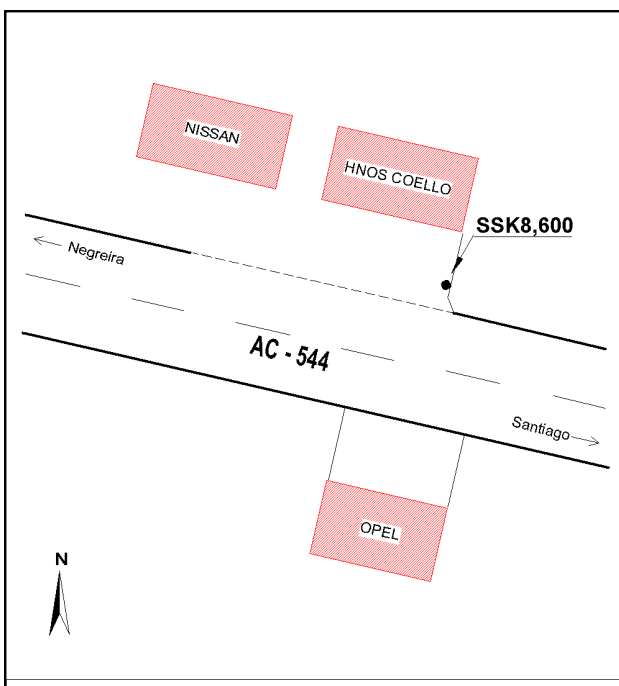 NISSAN
HNOS COELLO
SSK8,600
Negreira
AC - 544
Santiago
OPEL
N